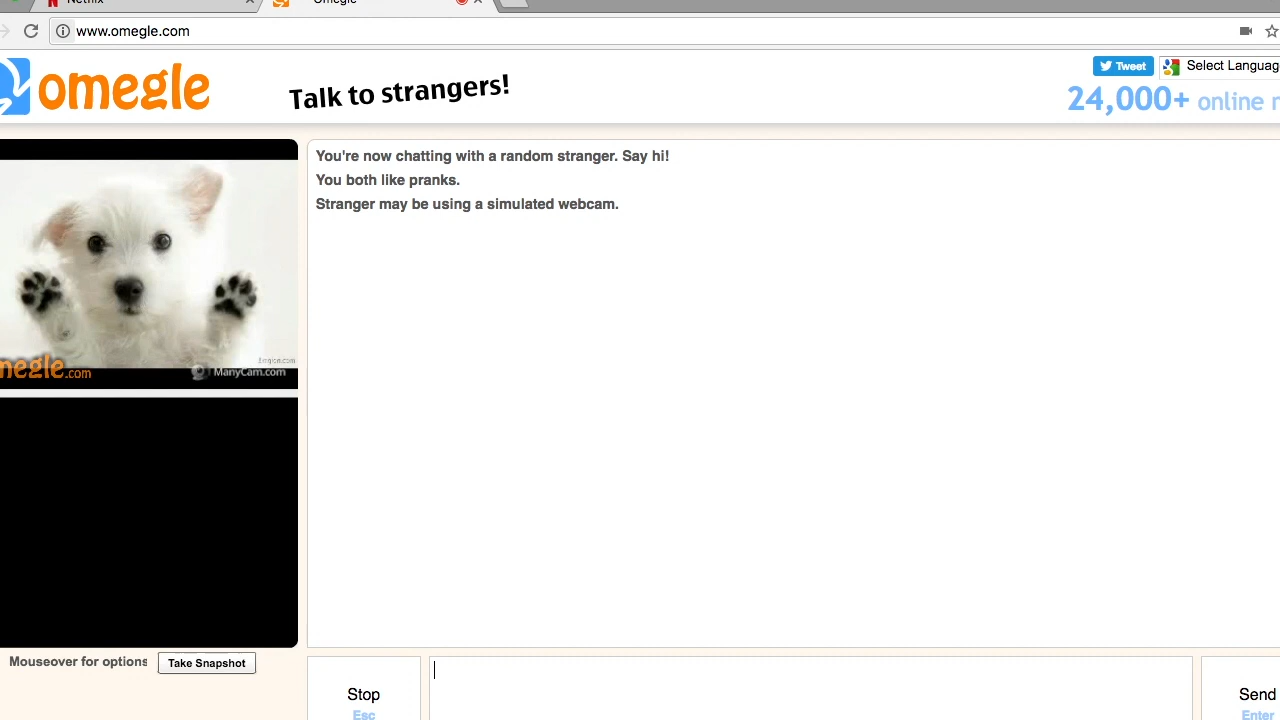 Netflix
Omegle
www.omegle.com
omegle
Talk to strangers!
Tweet
Select Languag
24,000+ online
You're now chatting with a random stranger. Say hi!
You both like pranks.
Stranger may be using a simulated webcam.
megle.com
ManyCam.com
Mouseover for options
Take Snapshot
Stop
Esc
Send
Enter